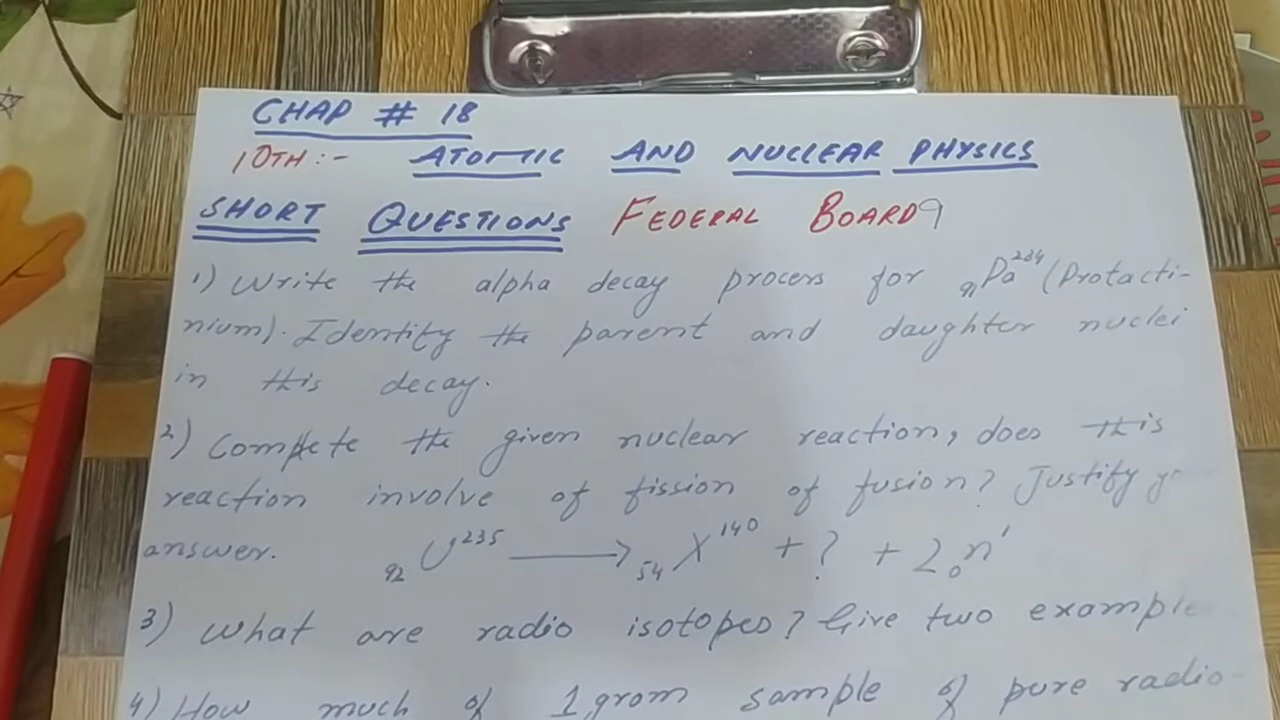 CHAP # 18
10TH:- ATOMIC AND NUCLEAR PHYSICS
SHORT QUESTIONS FEDERAL BOARD
1) Write the alpha decay process for ₉₁Pa²³⁴ (Protacti-
nium). Identify the parent and daughter nuclei
in this decay.
2) Complete the given nuclear reaction, does this
reaction involve of fission of fusion? Justify
answer. ₉₂U²³⁵ → ₅₄X¹⁴⁰ + ? + 2₀n¹
3) What are radio isotopes? Give two example
4) How much of 1 grom sample of pure radio-